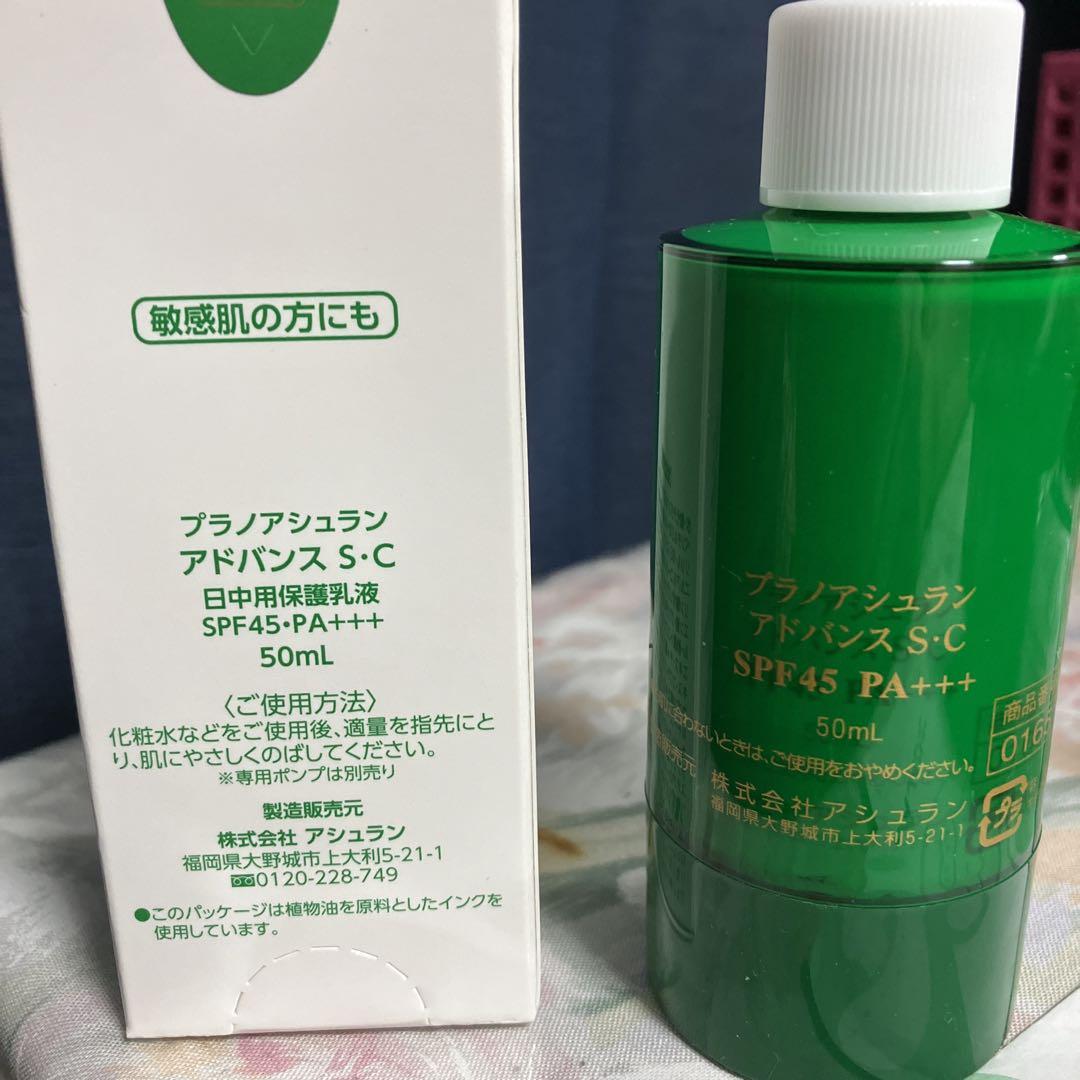 敏感肌の方にも
プラノアシュラン
アドバンス S・C
日中用保護乳液
SPF45・PA+++
50mL
〈ご使用方法〉
化粧水などをご使用後、適量を指先にと
り、肌にやさしくのばしてください。
※専用ポンプは別売り
製造販売元
株式会社 アシュラン
福岡県大野城市上大利5-21-1
0120-228-749
●このパッケージは植物油を原料としたインクを
使用しています。
プラノアシュラン
アドバンス S・C
SPF45 PA+++
50mL
商品番
016
に合わないときは、ご使用をおやめください。
販売元 株式会社アシュラン
福岡県大野城市上大利5-21-1
プラ